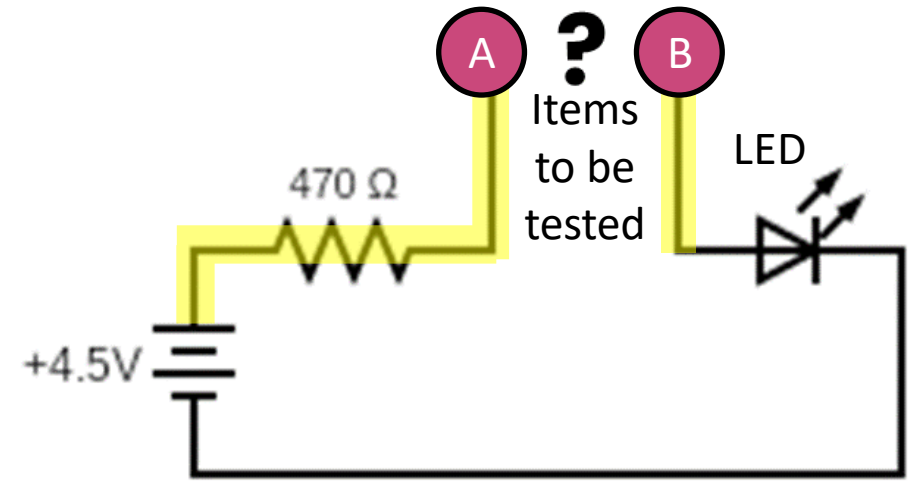 A ? B
Items
to be
tested
LED
470 Ω
+4.5V